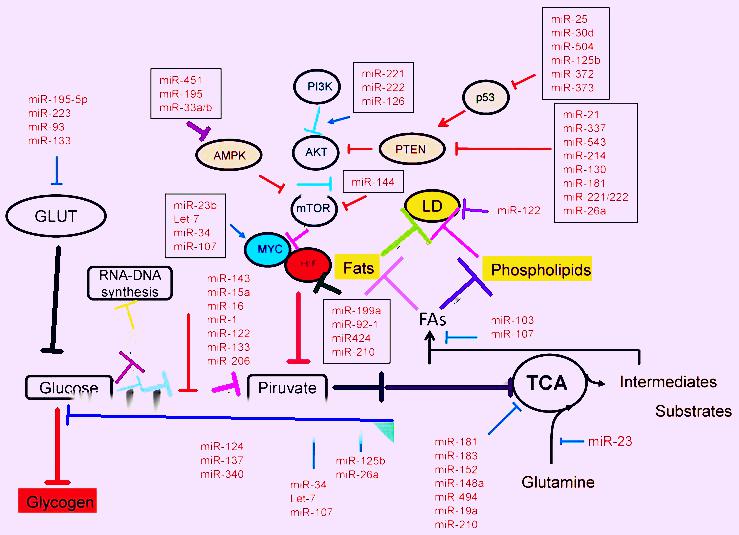 miR-25
miR-30d
miR-504
miR-125b
miR-372
miR-373
miR-451
miR-195
miR-33a/b
PI3K
miR-221
miR-222
miR-126
p53
miR-195-5p
miR-223
miR-93
miR-133
miR-21
miR-337
miR-543
miR-214
miR-130
miR-181
miR-221/222
miR-26a
AMPK
AKT
PTEN
miR-144
GLUT
miR-23b
Let-7
miR-34
miR-107
mTOR
LD
miR-122
MYC
Fats
Phospholipids
RNA-DNA
synthesis
miR-143
miR-15a
miR-16
miR-1
miR-122
miR-133
miR-206
miR-199a
miR-92-1
miR424
miR-210
FAs
miR-103
miR-107
Glucose
Piruvate
TCA
Intermediates
Substrates
miR-124
miR-137
miR-340
miR-34
Let-7
miR-107
miR-125b
miR-26a
miR-181
miR-183
miR-152
miR-148a
miR-494
miR-19a
miR-210
miR-23
Glutamine
Glycogen